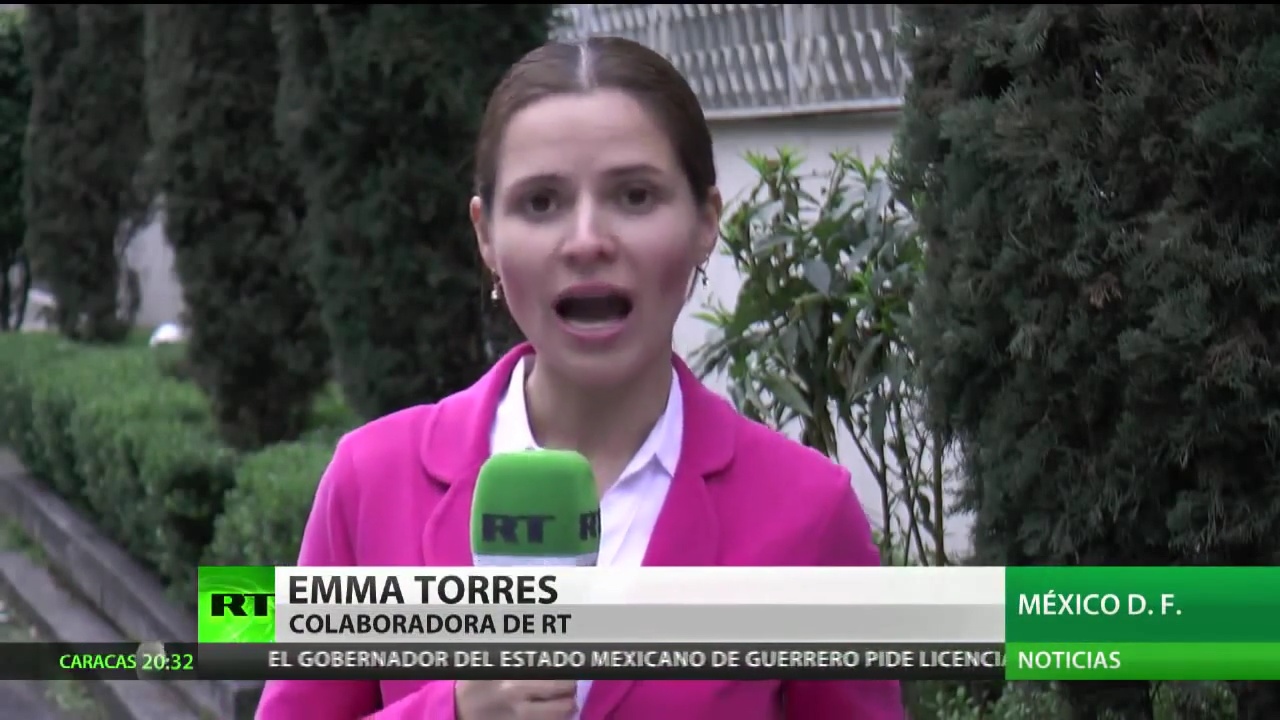 RT
RT
EMMA TORRES
COLABORADORA DE RT
MÉXICO D. F.
CARACAS 20:32
EL GOBERNADOR DEL ESTADO MEXICANO DE GUERRERO PIDE LICENCIA
NOTICIAS